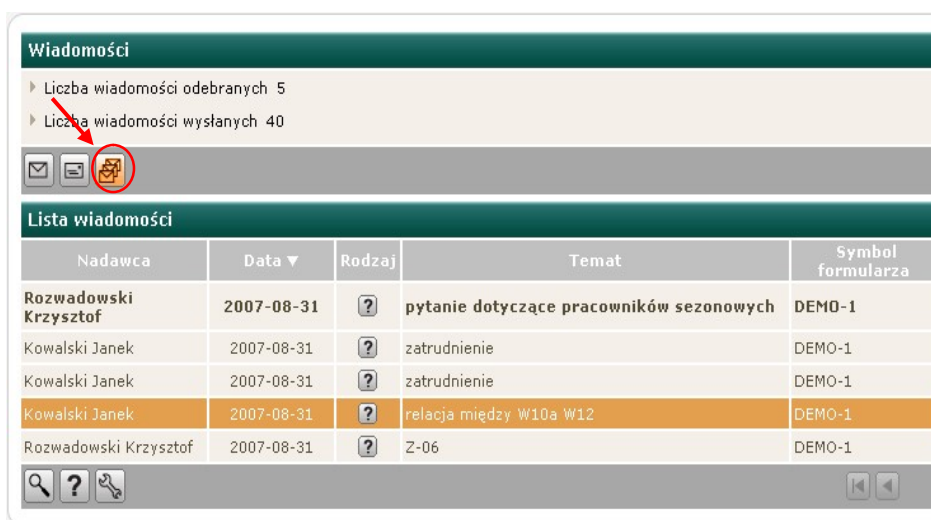 Wiadomości
Liczba wiadomości odebranych 5
Liczba wiadomości wysłanych 40
Lista wiadomości
Nadawca Data ▼ Rodzaj Temat Symbol formularza
Rozwadowski Krzysztof 2007-08-31 ? pytanie dotyczące pracowników sezonowych DEMO-1
Kowalski Janek 2007-08-31 ? zatrudnienie DEMO-1
Kowalski Janek 2007-08-31 ? zatrudnienie DEMO-1
Kowalski Janek 2007-08-31 ? relacja między W10a W12 DEMO-1
Rozwadowski Krzysztof 2007-08-31 ? Z-06 DEMO-1
?